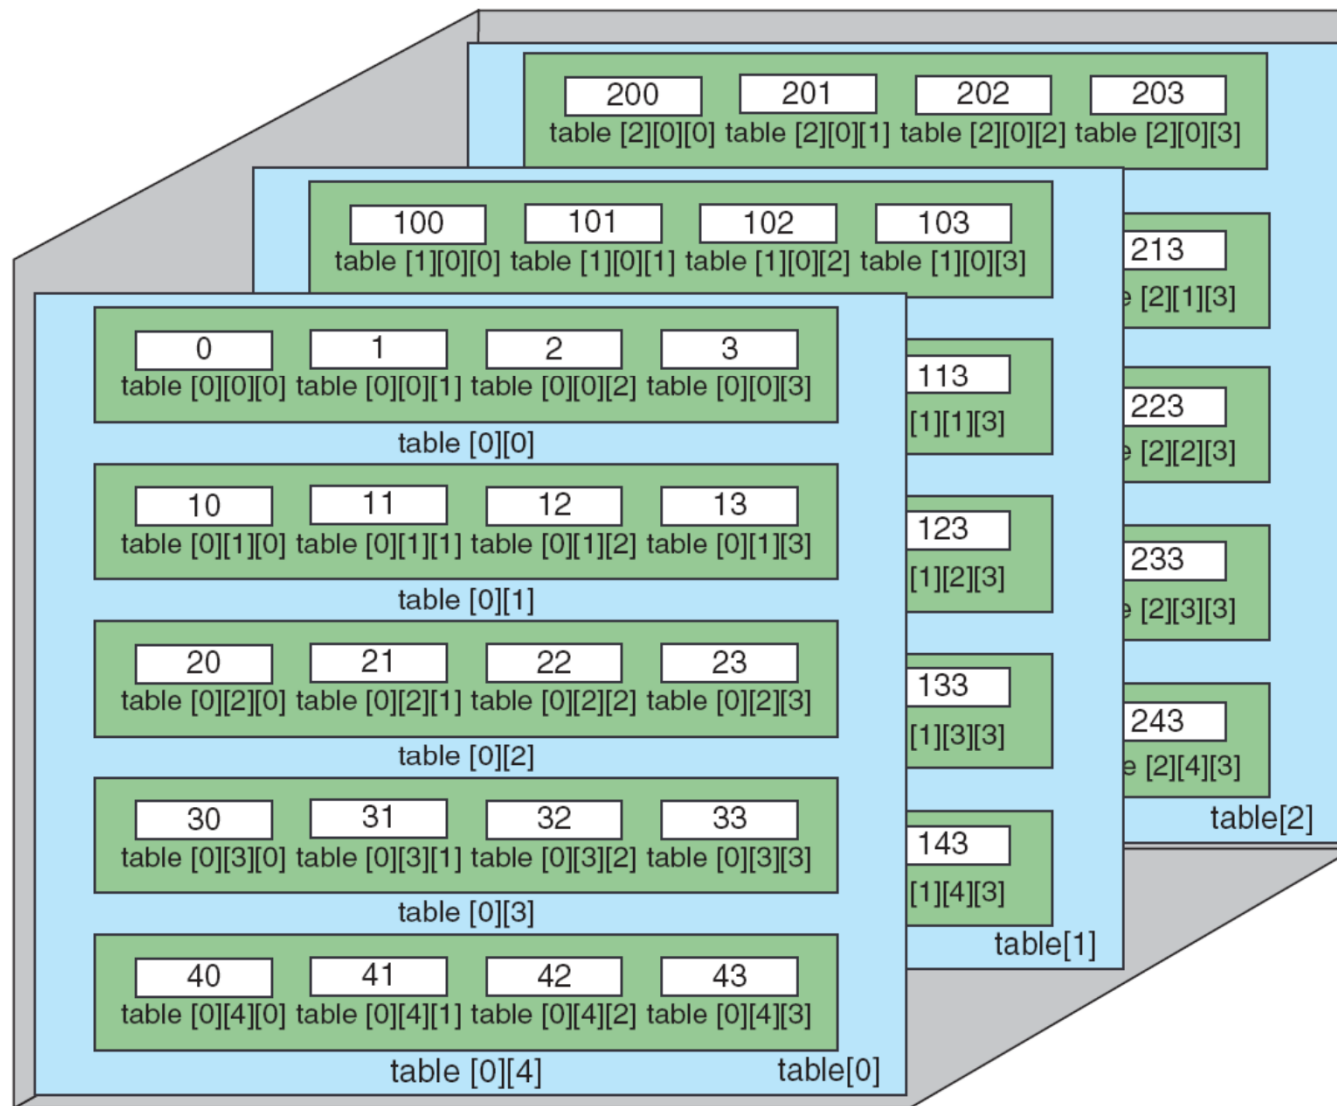 200 201 202 203
table [2][0][0] table [2][0][1] table [2][0][2] table [2][0][3]
100 101 102 103
table [1][0][0] table [1][0][1] table [1][0][2] table [1][0][3]
213
e [2][1][3]
0 1 2 3
table [0][0][0] table [0][0][1] table [0][0][2] table [0][0][3]
table [0][0]
113
[1][1][3]
223
e [2][2][3]
10 11 12 13
table [0][1][0] table [0][1][1] table [0][1][2] table [0][1][3]
table [0][1]
123
[1][2][3]
233
e [2][3][3]
20 21 22 23
table [0][2][0] table [0][2][1] table [0][2][2] table [0][2][3]
table [0][2]
133
[1][3][3]
243
e [2][4][3]
table[2]
30 31 32 33
table [0][3][0] table [0][3][1] table [0][3][2] table [0][3][3]
table [0][3]
143
[1][4][3]
table[1]
40 41 42 43
table [0][4][0] table [0][4][1] table [0][4][2] table [0][4][3]
table [0][4] table[0]